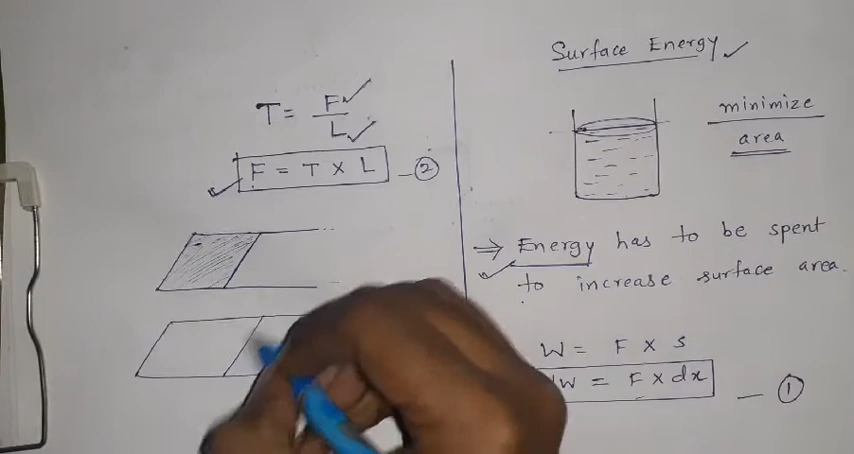 T = F
L
F = T × L — ②
Surface Energy
minimize
area
⇒ Energy has to be spent
to increase surface area.
W = F × s
W = F × dx — ①